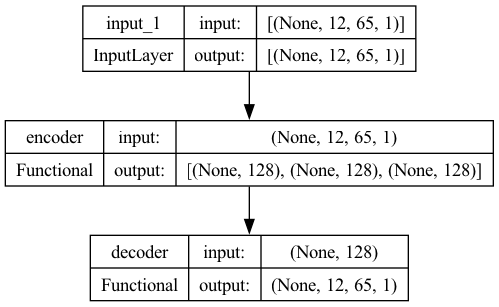 input_1 input: [(None, 12, 65, 1)]
InputLayer output: [(None, 12, 65, 1)]
encoder input: (None, 12, 65, 1)
Functional output: [(None, 128), (None, 128), (None, 128)]
decoder input: (None, 128)
Functional output: (None, 12, 65, 1)